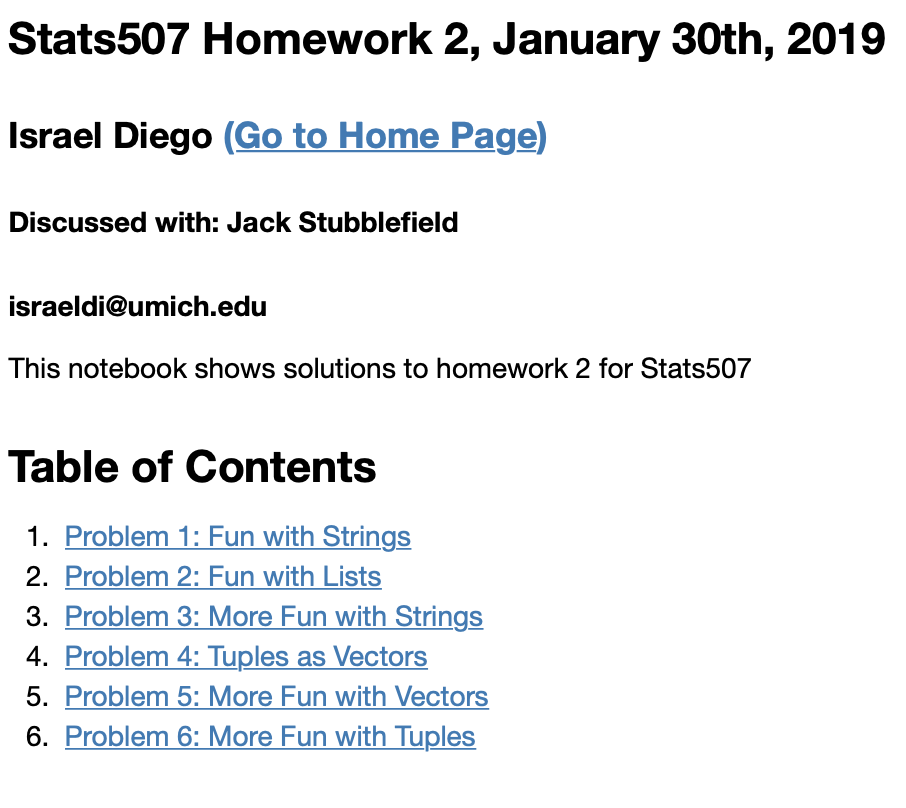 Stats507 Homework 2, January 30th, 2019
Israel Diego (Go to Home Page)
Discussed with: Jack Stubblefield
israeldi@umich.edu
This notebook shows solutions to homework 2 for Stats507
Table of Contents
1. Problem 1: Fun with Strings
2. Problem 2: Fun with Lists
3. Problem 3: More Fun with Strings
4. Problem 4: Tuples as Vectors
5. Problem 5: More Fun with Vectors
6. Problem 6: More Fun with Tuples